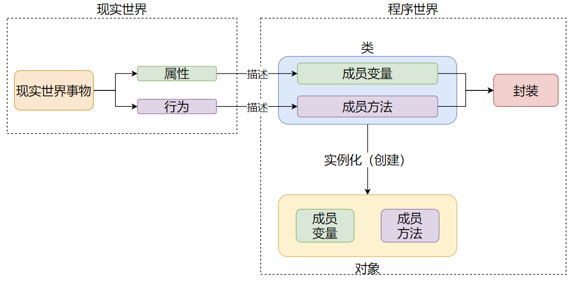 现实世界
程序世界
类
现实世界事物
属性
描述
成员变量
行为
描述
成员方法
封装
实例化（创建）
成员
变量
成员
方法
对象